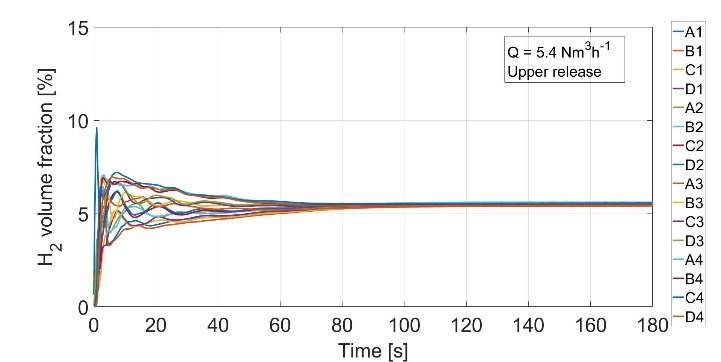 15
10
5
0
H2 volume fraction [%]
0 20 40 60 80 100 120 140 160 180
Time [s]
Q = 5.4 Nm³h⁻¹
Upper release
A1
B1
C1
D1
A2
B2
C2
D2
A3
B3
C3
D3
A4
B4
C4
D4